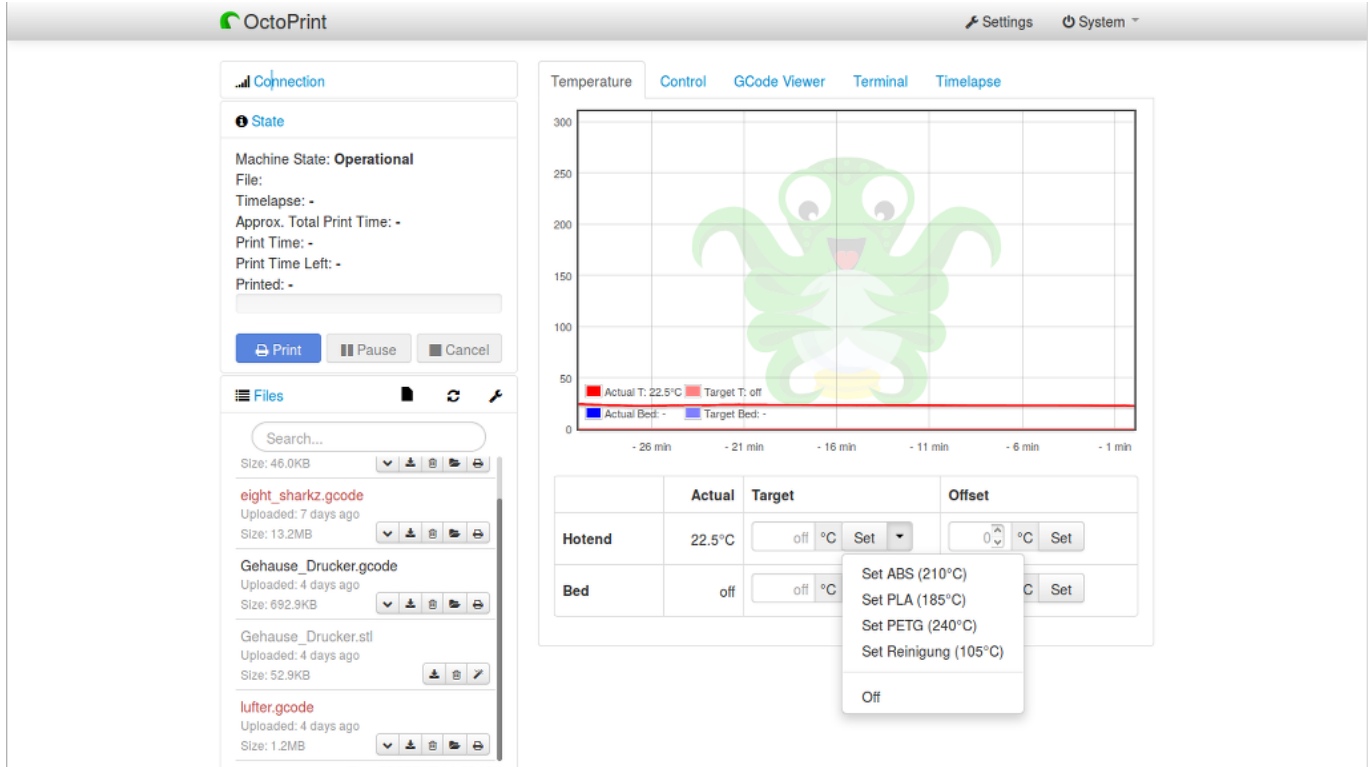 OctoPrint
Settings System
Connection
State
Machine State: Operational
File:
Timelapse: -
Approx. Total Print Time: -
Print Time: -
Print Time Left: -
Printed: -
Print Pause Cancel
Files
Search...
Size: 46.0KB
eight_sharkz.gcode
Uploaded: 7 days ago
Size: 13.2MB
Gehause_Drucker.gcode
Uploaded: 4 days ago
Size: 692.9KB
Gehause_Drucker.stl
Uploaded: 4 days ago
Size: 52.9KB
lufter.gcode
Uploaded: 4 days ago
Size: 1.2MB
Temperature Control GCode Viewer Terminal Timelapse
300
250
200
150
100
50
0
Actual T: 22.5°C Target T: off
Actual Bed: - Target Bed: -
- 26 min - 21 min - 16 min - 11 min - 6 min - 1 min
Actual Target Offset
Hotend 22.5°C off °C Set 0 °C Set
Bed off off °C C Set
Set ABS (210°C)
Set PLA (185°C)
Set PETG (240°C)
Set Reinigung (105°C)
Off